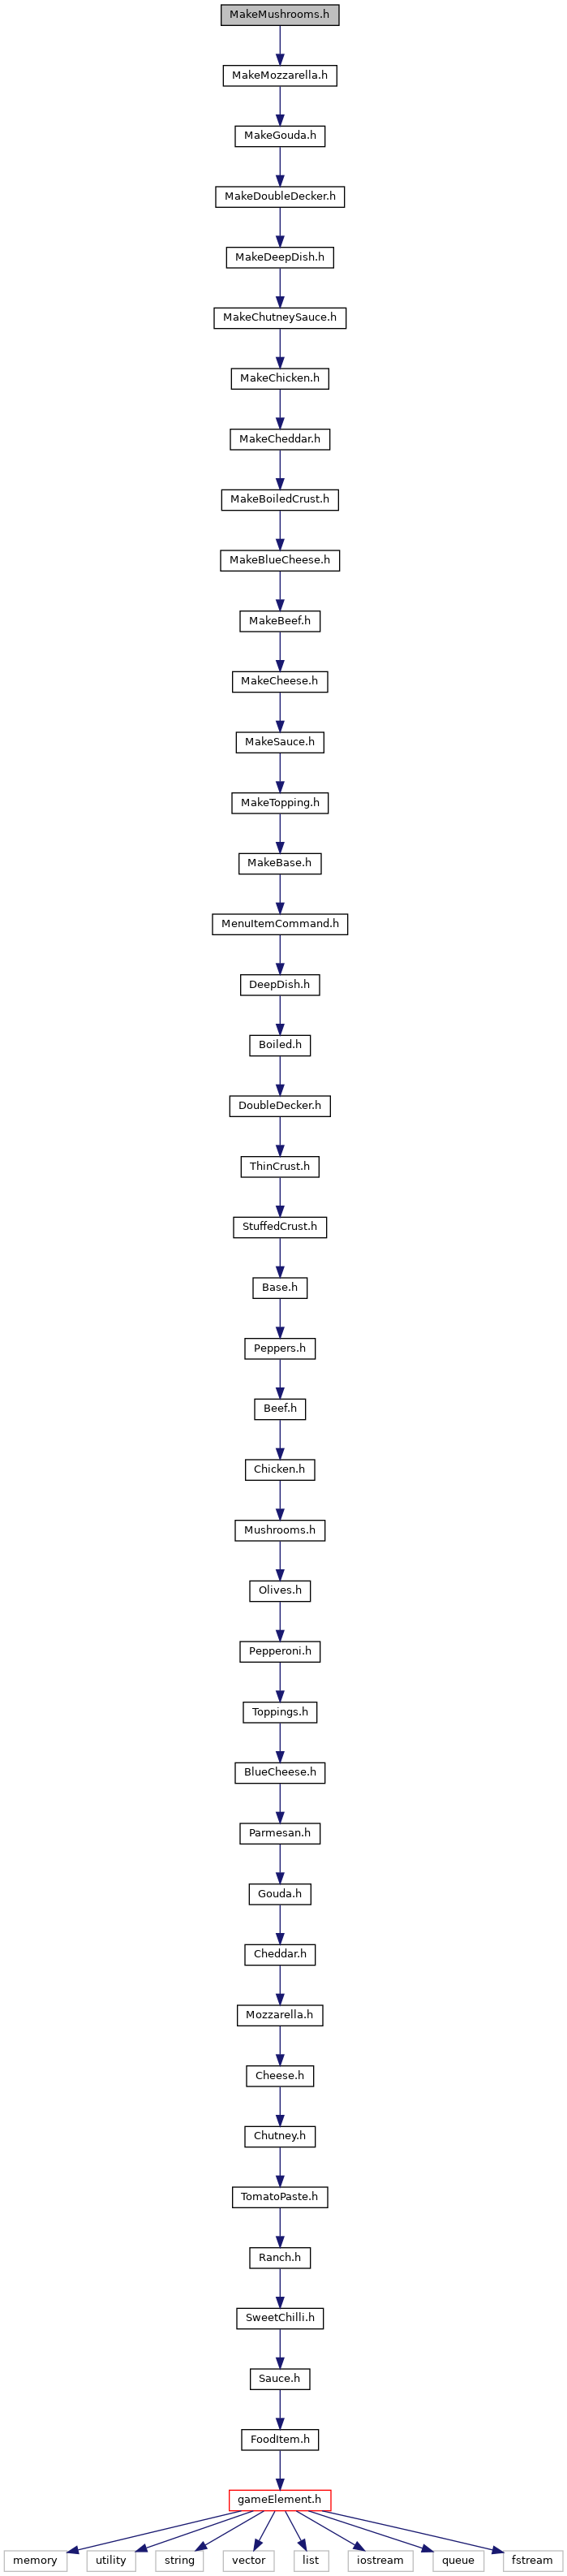 MakeMushrooms.h
MakeMozzarella.h
MakeGouda.h
MakeDoubleDecker.h
MakeDeepDish.h
MakeChutneySauce.h
MakeChicken.h
MakeCheddar.h
MakeBoiledCrust.h
MakeBlueCheese.h
MakeBeef.h
MakeCheese.h
MakeSauce.h
MakeTopping.h
MakeBase.h
MenuItemCommand.h
DeepDish.h
Boiled.h
DoubleDecker.h
ThinCrust.h
StuffedCrust.h
Base.h
Peppers.h
Beef.h
Chicken.h
Mushrooms.h
Olives.h
Pepperoni.h
Toppings.h
BlueCheese.h
Parmesan.h
Gouda.h
Cheddar.h
Mozzarella.h
Cheese.h
Chutney.h
TomatoPaste.h
Ranch.h
SweetChilli.h
Sauce.h
FoodItem.h
gameElement.h
memory utility string vector list iostream queue fstream